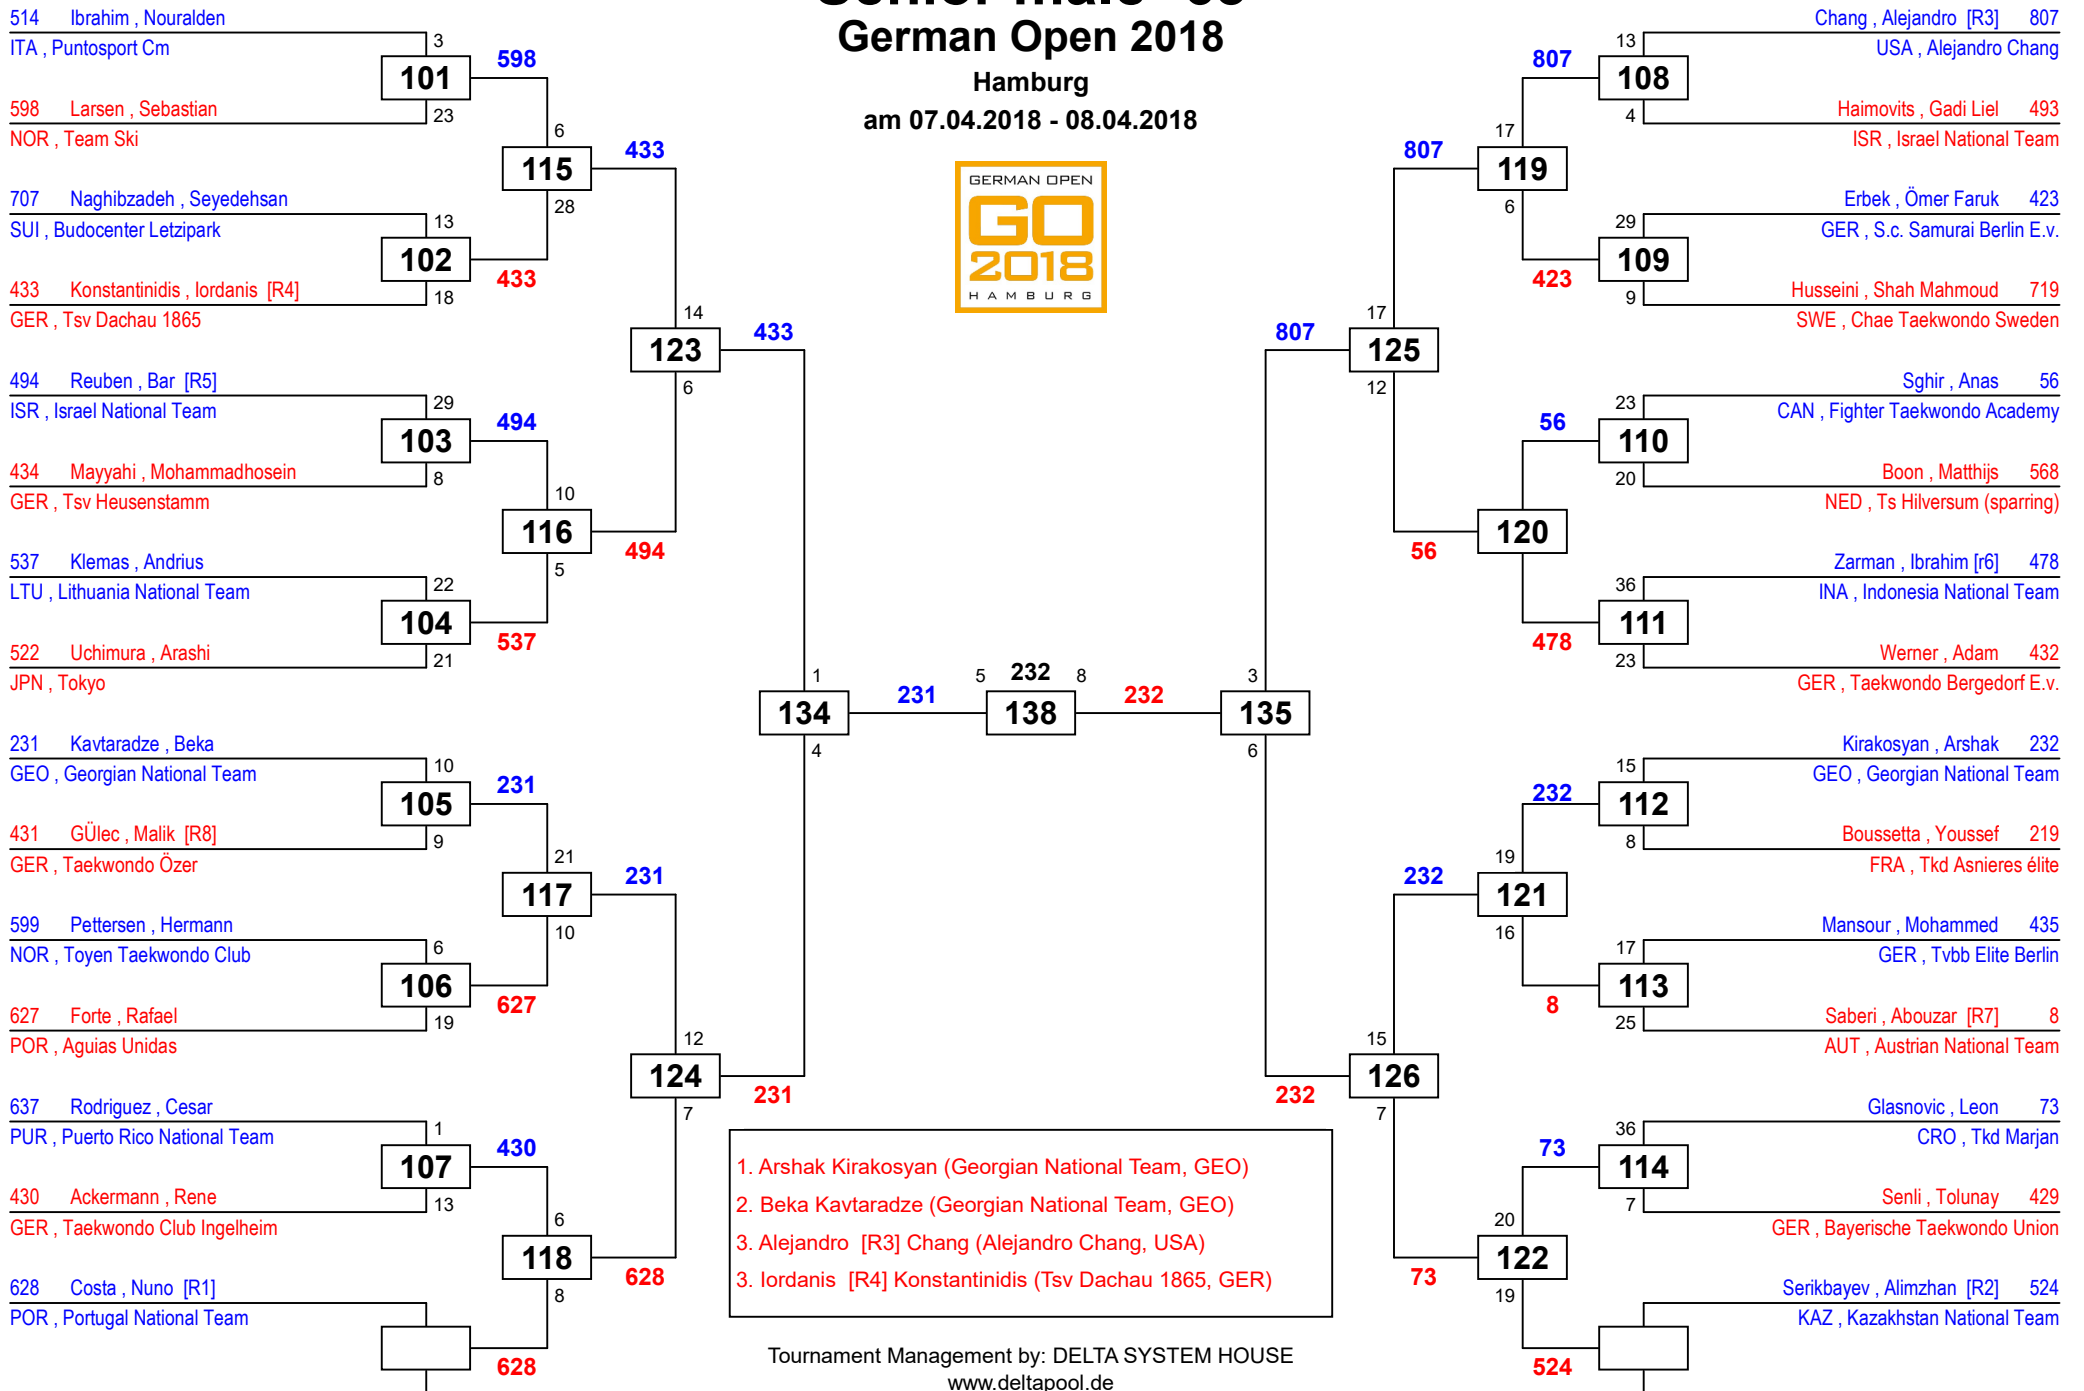 German Open 2018
Hamburg
am 07.04.2018 - 08.04.2018
GERMAN OPEN
GO
2018
HAMBURG
514 Ibrahim , Nouralden
ITA , Puntosport Cm
3
101
598
23
598 Larsen , Sebastian
NOR , Team Ski
6
115
433
28
707 Naghibzadeh , Seyedehsan
SUI , Budocenter Letzipark
13
102
433
18
433 Konstantinidis , Iordanis [R4]
GER , Tsv Dachau 1865
14
123
433
6
494 Reuben , Bar [R5]
ISR , Israel National Team
29
103
494
8
434 Mayyahi , Mohammadhosein
GER , Tsv Heusenstamm
10
116
494
5
537 Klemas , Andrius
LTU , Lithuania National Team
22
104
537
21
522 Uchimura , Arashi
JPN , Tokyo
1
134
231
4
5
232
8
138
232
231 Kavtaradze , Beka
GEO , Georgian National Team
10
105
231
9
431 GÜlec , Malik [R8]
GER , Taekwondo Özer
21
117
231
10
599 Pettersen , Hermann
NOR , Toyen Taekwondo Club
6
106
627
19
627 Forte , Rafael
POR , Aguias Unidas
12
124
231
7
637 Rodriguez , Cesar
PUR , Puerto Rico National Team
1
107
430
13
430 Ackermann , Rene
GER , Taekwondo Club Ingelheim
6
118
628
8
628 Costa , Nuno [R1]
POR , Portugal National Team
628
Chang , Alejandro [R3] 807
USA , Alejandro Chang
13
807
108
4
Haimovits , Gadi Liel 493
ISR , Israel National Team
17
807
119
6
Erbek , Ömer Faruk 423
GER , S.c. Samurai Berlin E.v.
29
109
423
9
Husseini , Shah Mahmoud 719
SWE , Chae Taekwondo Sweden
17
807
125
12
Sghir , Anas 56
CAN , Fighter Taekwondo Academy
23
56
110
20
Boon , Matthijs 568
NED , Ts Hilversum (sparring)
120
56
Zarman , Ibrahim [r6] 478
INA , Indonesia National Team
36
111
478
23
Werner , Adam 432
GER , Taekwondo Bergedorf E.v.
3
135
6
Kirakosyan , Arshak 232
GEO , Georgian National Team
15
232
112
8
Boussetta , Youssef 219
FRA , Tkd Asnieres élite
19
232
121
16
Mansour , Mohammed 435
GER , Tvbb Elite Berlin
17
113
8
25
Saberi , Abouzar [R7] 8
AUT , Austrian National Team
15
126
232
7
Glasnovic , Leon 73
CRO , Tkd Marjan
36
73
114
7
Senli , Tolunay 429
GER , Bayerische Taekwondo Union
20
122
73
19
Serikbayev , Alimzhan [R2] 524
KAZ , Kazakhstan National Team
524
1. Arshak Kirakosyan (Georgian National Team, GEO)
2. Beka Kavtaradze (Georgian National Team, GEO)
3. Alejandro [R3] Chang (Alejandro Chang, USA)
3. Iordanis [R4] Konstantinidis (Tsv Dachau 1865, GER)
Tournament Management by: DELTA SYSTEM HOUSE
www.deltapool.de